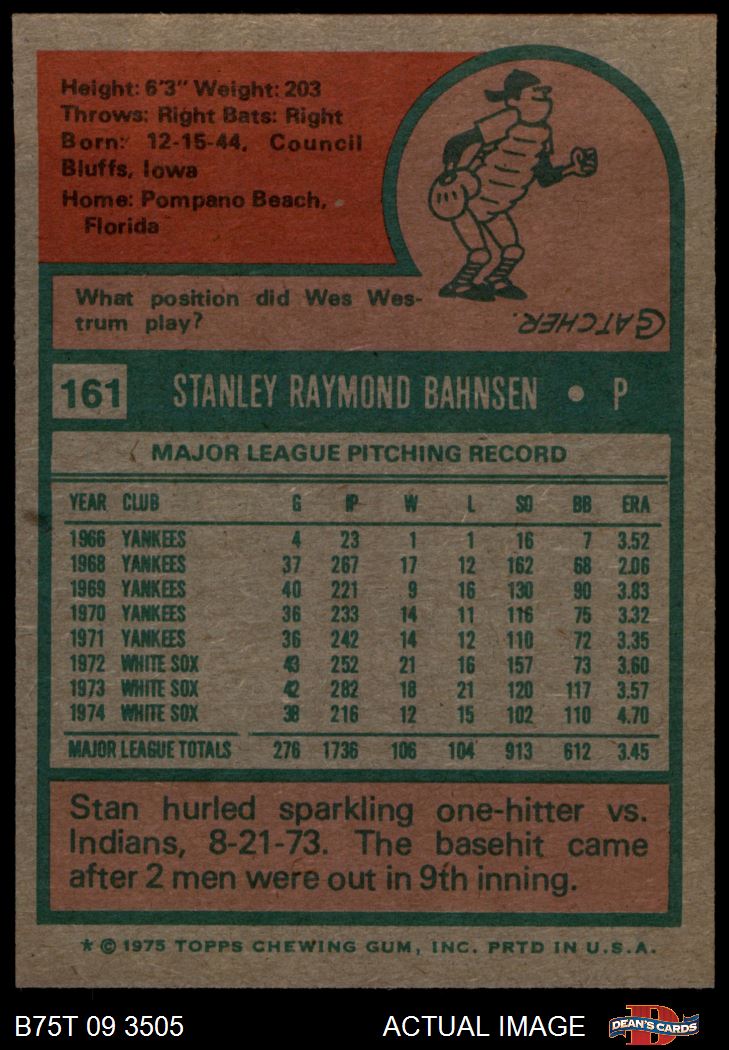 Height: 6'3" Weight: 203
Throws: Right Bats: Right
Born: 12-15-44, Council
Bluffs, Iowa
Home: Pompano Beach,
Florida
What position did Wes Wes-
trum play?
CATCHER.
161 STANLEY RAYMOND BAHNSEN • P
MAJOR LEAGUE PITCHING RECORD
YEAR CLUB G IP W L SO BB ERA
1966 YANKEES 4 23 1 1 16 7 3.52
1968 YANKEES 37 267 17 12 162 68 2.06
1969 YANKEES 40 221 9 16 130 90 3.83
1970 YANKEES 36 233 14 11 116 75 3.32
1971 YANKEES 36 242 14 12 110 72 3.35
1972 WHITE SOX 43 252 21 16 157 73 3.60
1973 WHITE SOX 42 282 18 21 120 117 3.57
1974 WHITE SOX 38 216 12 15 102 110 4.70
MAJOR LEAGUE TOTALS 276 1736 106 104 913 612 3.45
Stan hurled sparkling one-hitter vs.
Indians, 8-21-73. The basehit came
after 2 men were out in 9th inning.
* © 1975 TOPPS CHEWING GUM, INC. PRTD IN U.S.A.
B75T 09 3505 ACTUAL IMAGE DEAN'S CARDS